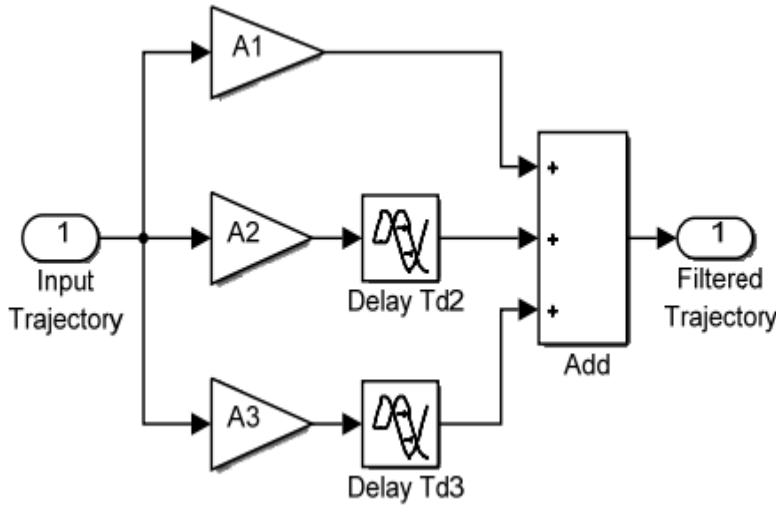 A1
+
1
Input
Trajectory
A2
Delay Td2
+
1
Filtered
Trajectory
A3
Delay Td3
+
Add